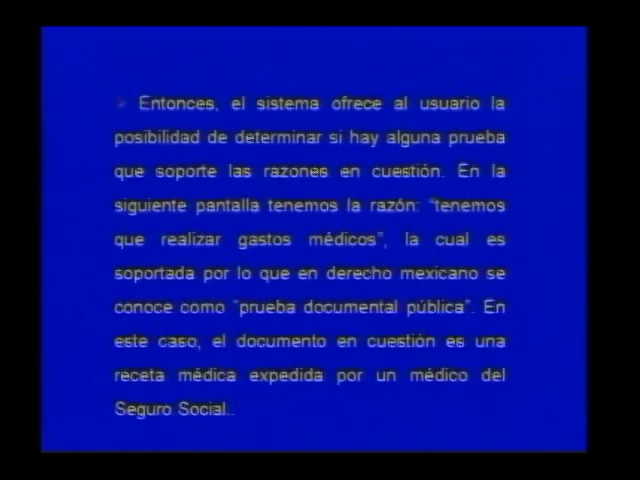 ➢ Entonces, el sistema ofrece al usuario la
posibilidad de determinar si hay alguna prueba
que soporte las razones en cuestión. En la
siguiente pantalla tenemos la razón: “tenemos
que realizar gastos médicos”, la cual es
soportada por lo que en derecho mexicano se
conoce como “prueba documental pública”. En
este caso, el documento en cuestión es una
receta médica expedida por un médico del
Seguro Social..